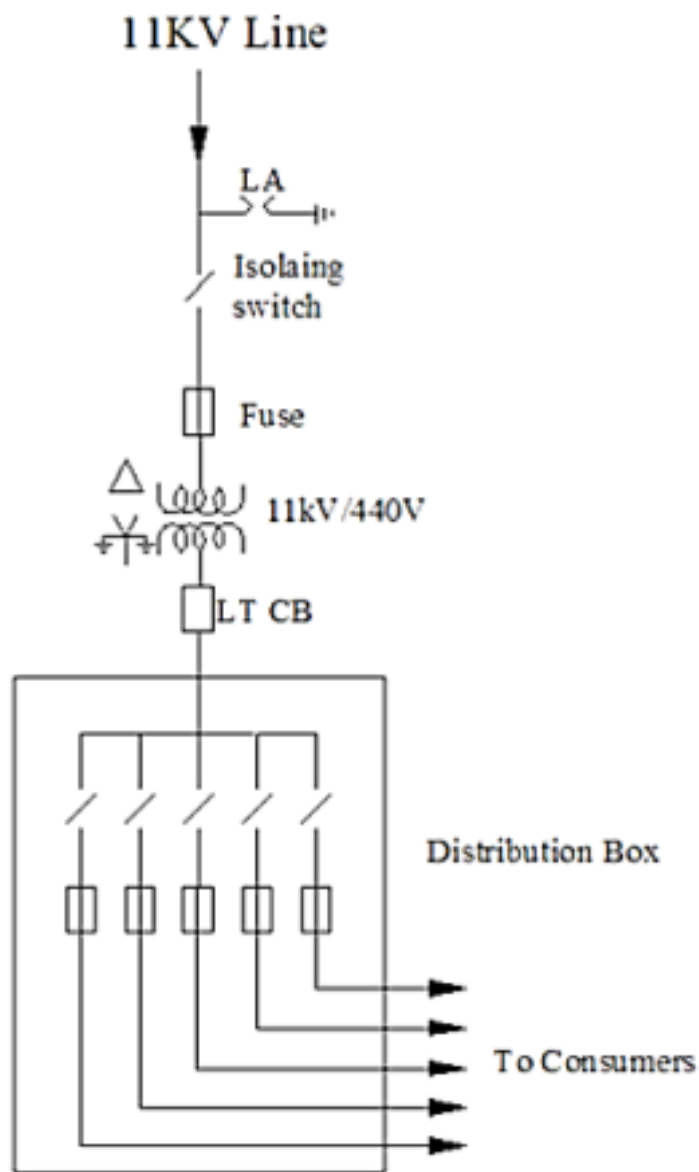 11KV Line
LA
Isolaing
switch
Fuse
11kV/440V
LT CB
Distribution Box
To Consumers